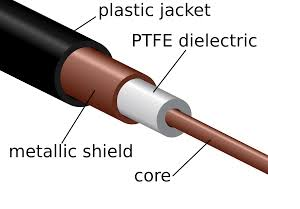 plastic jacket
PTFE dielectric
metallic shield
core